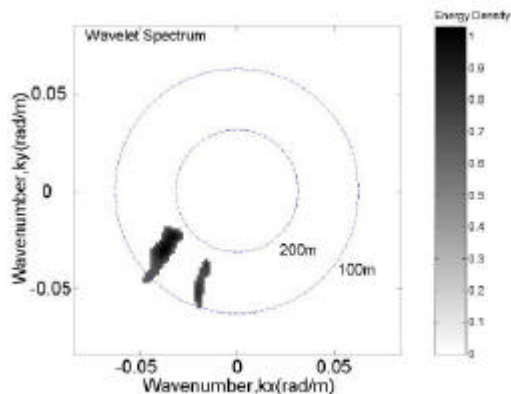 Energy Density
Wavelet Spectrum
1
0.9
0.8
0.7
0.6
0.5
0.4
0.3
0.2
0.1
0
Wavenumber,ky(rad/m)
0.05
0
-0.05
200m
100m
-0.05
0
0.05
Wavenumber,kx(rad/m)